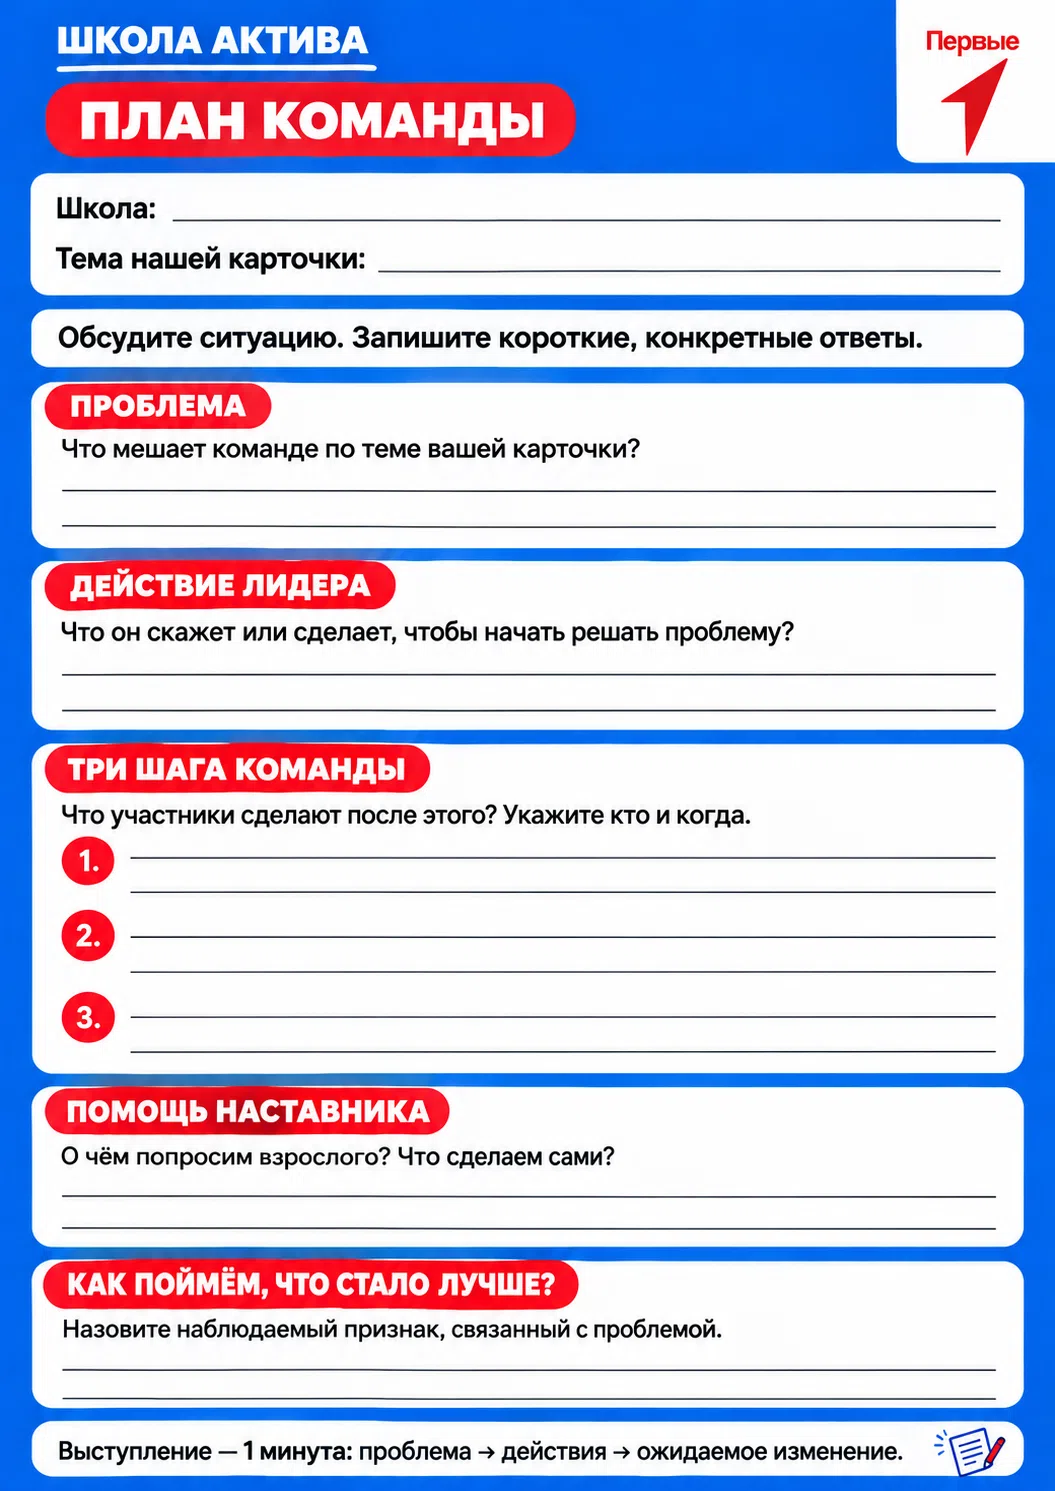 ШКОЛА АКТИВА
Первые
ПЛАН КОМАНДЫ
Школа:
Тема нашей карточки:
Обсудите ситуацию. Запишите короткие, конкретные ответы.
ПРОБЛЕМА
Что мешает команде по теме вашей карточки?
ДЕЙСТВИЕ ЛИДЕРА
Что он скажет или сделает, чтобы начать решать проблему?
ТРИ ШАГА КОМАНДЫ
Что участники сделают после этого? Укажите кто и когда.
1.
2.
3.
ПОМОЩЬ НАСТАВНИКА
О чём попросим взрослого? Что сделаем сами?
КАК ПОЙМЁМ, ЧТО СТАЛО ЛУЧШЕ?
Назовите наблюдаемый признак, связанный с проблемой.
Выступление — 1 минута: проблема → действия → ожидаемое изменение.